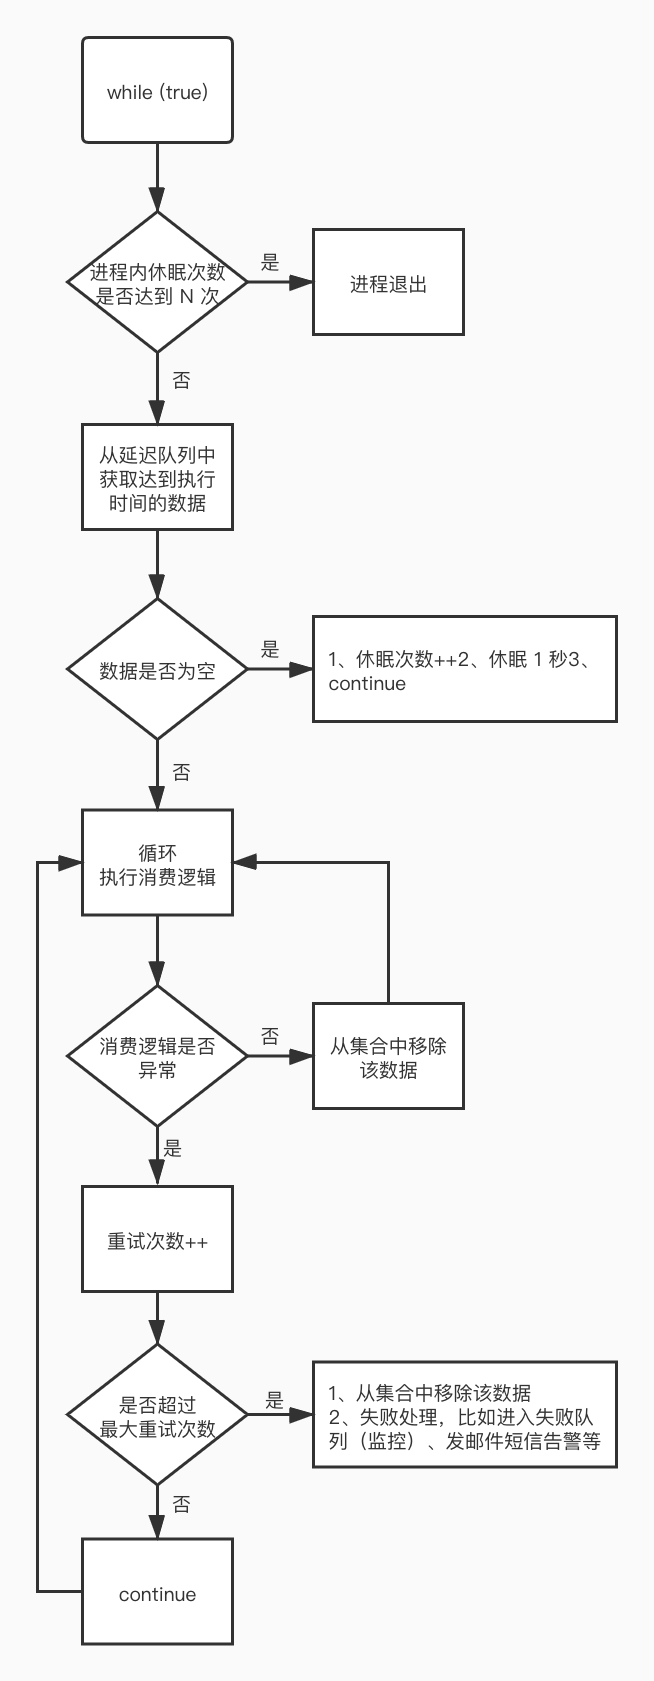 while (true)
进程内休眠次数
是否达到 N 次
是
进程退出
否
从延迟队列中
获取达到执行
时间的数据
数据是否为空
是
1、休眠次数++2、休眠 1 秒3、
continue
否
循环
执行消费逻辑
消费逻辑是否
异常
否
从集合中移除
该数据
是
重试次数++
是否超过
最大重试次数
是
1、从集合中移除该数据
2、失败处理，比如进入失败队
列（监控）、发邮件短信告警等
否
continue